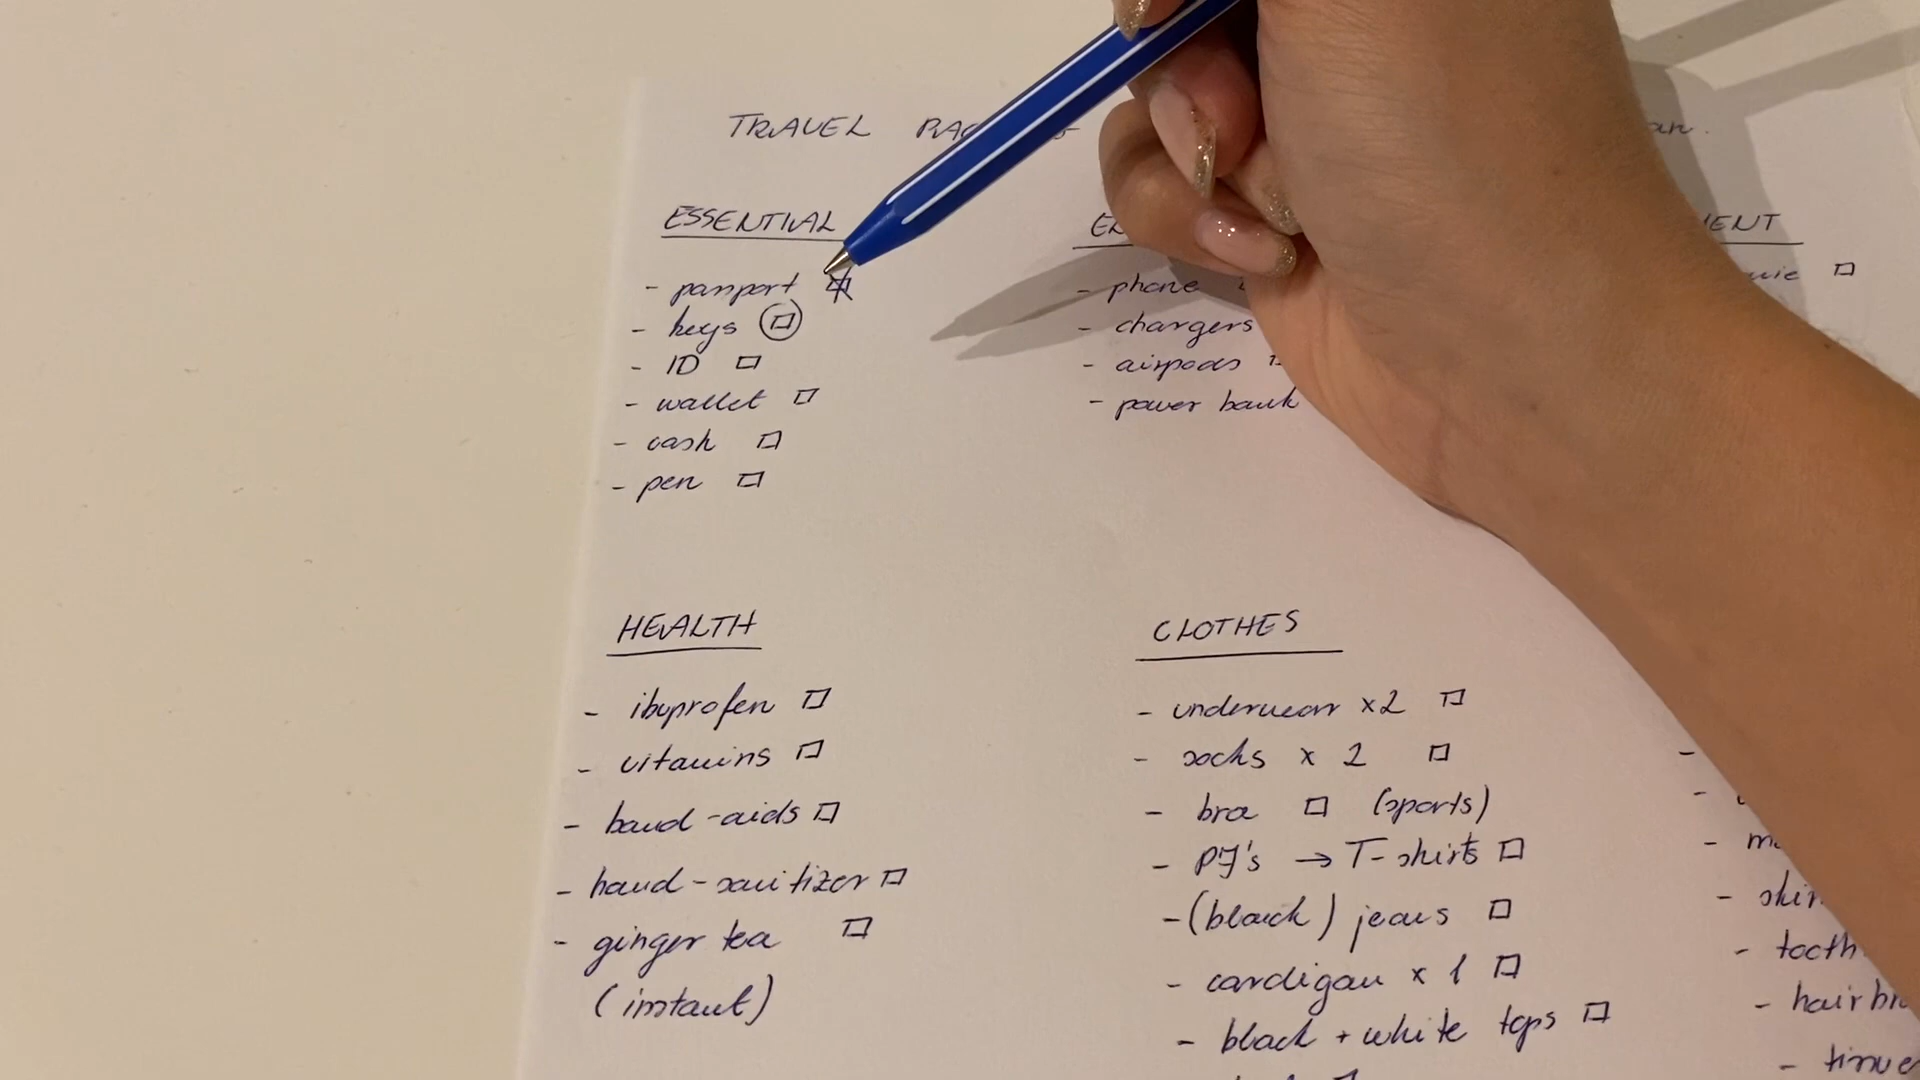 TRAVEL
ESSENTIAL
- passport
- keys
- ID
- wallet
- cash
- pen
- phone
- chargers
- airpods
- power bank
HEALTH
- ibuprofen
- vitamins
- band-aids
- hand-sanitizer
- ginger tea
(instant)
CLOTHES
- underwear x2
- socks x 2
- bra (sports)
- PJ's → T-shirts
- (black) jeans
- cardigan x 1
- black + white tops